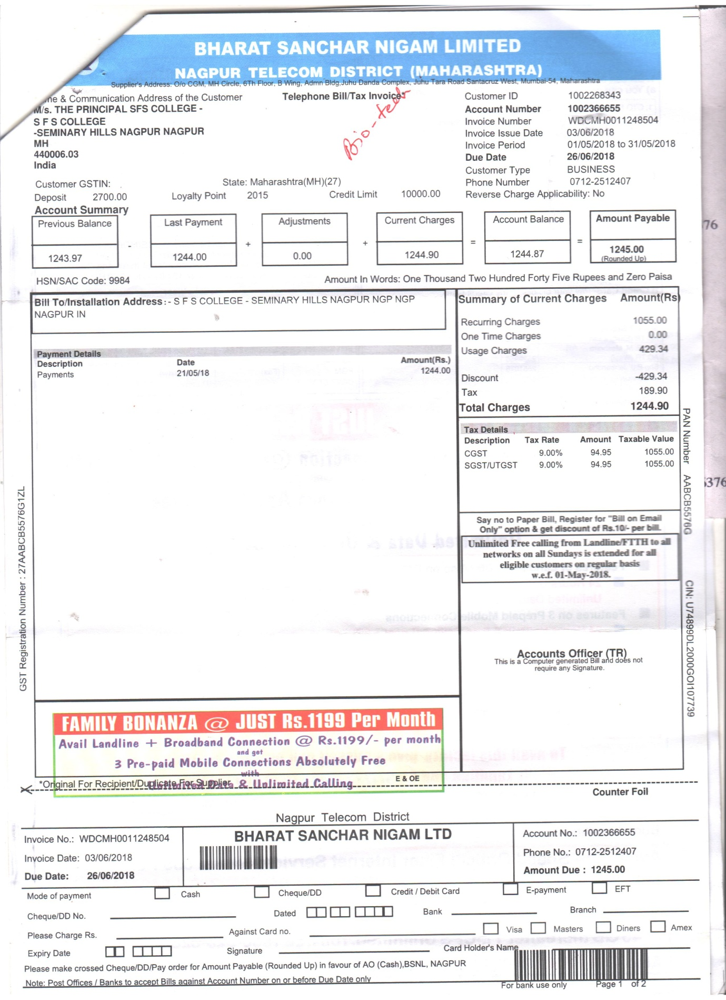 BHARAT SANCHAR NIGAM LIMITED
NAGPUR TELECOM DISTRICT (MAHARASHTRA)
Supplier's Address: O/o CGM, MH Circle, 6Th Floor, B Wing, Admn Bldg,Juhu Danda Complex, Juhu Tara Road Santacruz West, Mumbai-54, Maharashtra
& Communication Address of the Customer
M/s. THE PRINCIPAL SFS COLLEGE -
S F S COLLEGE
-SEMINARY HILLS NAGPUR NAGPUR
MH
440006.03
India
Telephone Bill/Tax Invoice*
Bio-tech
Customer ID 1002268343
Account Number 1002366655
Invoice Number WDCMH0011248504
Invoice Issue Date 03/06/2018
Invoice Period 01/05/2018 to 31/05/2018
Due Date 26/06/2018
Customer Type BUSINESS
Phone Number 0712-2512407
Reverse Charge Applicability: No
Customer GSTIN: State: Maharashtra(MH)(27)
Deposit 2700.00 Loyalty Point 2015 Credit Limit 10000.00
Account Summary
Previous Balance Last Payment Adjustments Current Charges Account Balance Amount Payable
- + + = =
1243.97 1244.00 0.00 1244.90 1244.87 1245.00
(Rounded Up)
HSN/SAC Code: 9984 Amount In Words: One Thousand Two Hundred Forty Five Rupees and Zero Paisa
Bill To/Installation Address:- S F S COLLEGE - SEMINARY HILLS NAGPUR NGP NGP
NAGPUR IN
Payment Details
Description Date Amount(Rs.)
Payments 21/05/18 1244.00
Summary of Current Charges Amount(Rs)
Recurring Charges 1055.00
One Time Charges 0.00
Usage Charges 429.34
Discount -429.34
Tax 189.90
Total Charges 1244.90
Tax Details
Description Tax Rate Amount Taxable Value
CGST 9.00% 94.95 1055.00
SGST/UTGST 9.00% 94.95 1055.00
Say no to Paper Bill, Register for "Bill on Email
Only" option & get discount of Rs.10/- per bill.
Unlimited Free calling from Landline/FTTH to all
networks on all Sundays is extended for all
eligible customers on regular basis
w.e.f. 01-May-2018.
Accounts Officer (TR)
This is a Computer generated Bill and does not
require any Signature.
GST Registration Number : 27AABCB5576G1ZL
PAN Number AABCB5576G
CIN: U74899DL2000GOI107739
76
5376
FAMILY BONANZA @ JUST Rs.1199 Per Month
Avail Landline + Broadband Connection @ Rs.1199/- per month
and get
3 Pre-paid Mobile Connections Absolutely Free
with
Unlimited Data & Unlimited Calling
*Original For Recipient/Duplicate For Supplier
E & OE
Counter Foil
Nagpur Telecom District
Invoice No.: WDCMH0011248504
Invoice Date: 03/06/2018
Due Date: 26/06/2018
BHARAT SANCHAR NIGAM LTD
Account No.: 1002366655
Phone No.: 0712-2512407
Amount Due : 1245.00
Mode of payment Cash Cheque/DD Credit / Debit Card E-payment EFT
Cheque/DD No. Dated Bank Branch
Please Charge Rs. Against Card no. Visa Masters Diners Amex
Expiry Date Signature Card Holder's Name
Please make crossed Cheque/DD/Pay order for Amount Payable (Rounded Up) in favour of AO (Cash),BSNL, NAGPUR
Note: Post Offices / Banks to accept Bills against Account Number on or before Due Date only
For bank use only Page 1 of 2